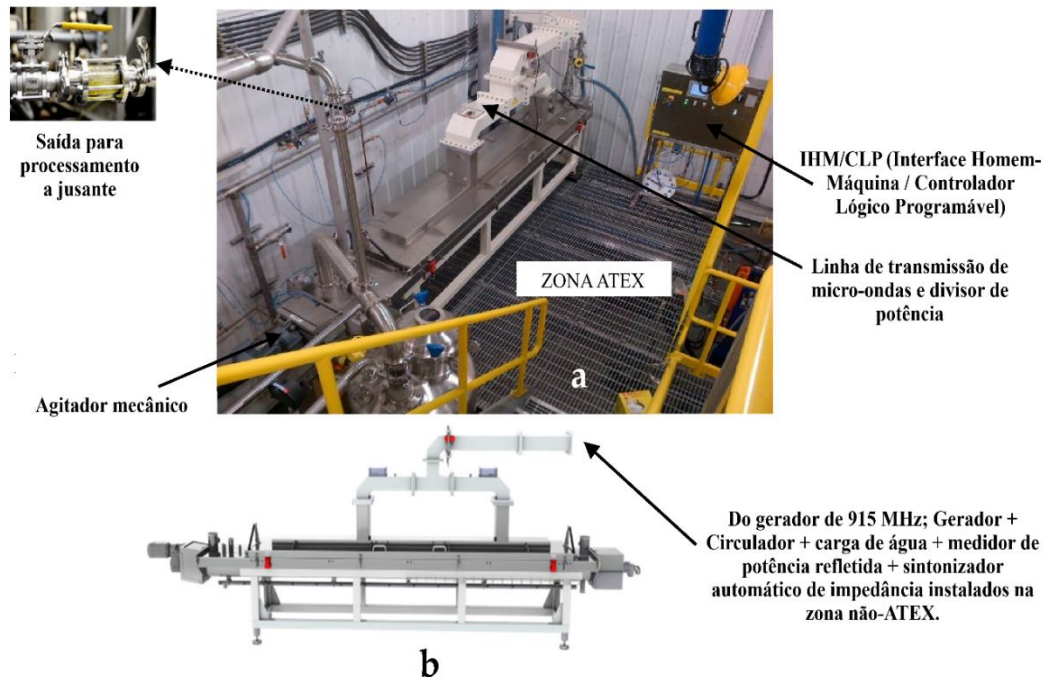 Saída para
processamento
a jusante
IHM/CLP (Interface Homem-
Máquina / Controlador
Lógico Programável)
Linha de transmissão de
micro-ondas e divisor de
potência
ZONA ATEX
a
Agitador mecânico
Do gerador de 915 MHz; Gerador +
Circulador + carga de água + medidor de
potência refletida + sintonizador
automático de impedância instalados na
zona não-ATEX.
b